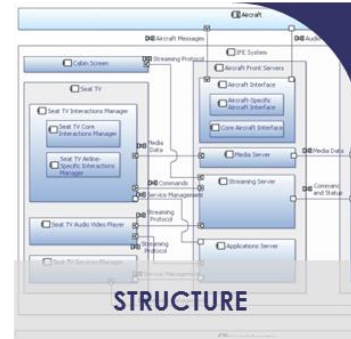 Aircraft
Aircraft Messages
Audio
IFE System
Cabin Screen
Streaming Protocol
Aircraft Front Servers
Seat TV
Aircraft Interface
Seat TV Interactions Manager
Aircraft-Specific
Aircraft Interface
Seat TV Core
Interactions Manager
Core Aircraft Interface
Media
Data
Seat TV Airline-
Specific Interactions
Manager
Media Server
Media Data
Commands
Streaming Server
Service Management
Command
and Status
Streaming
Protocol
Seat TV Audio Video Player
Applications Server
Seat TV Services Manager
Service Management
STRUCTURE